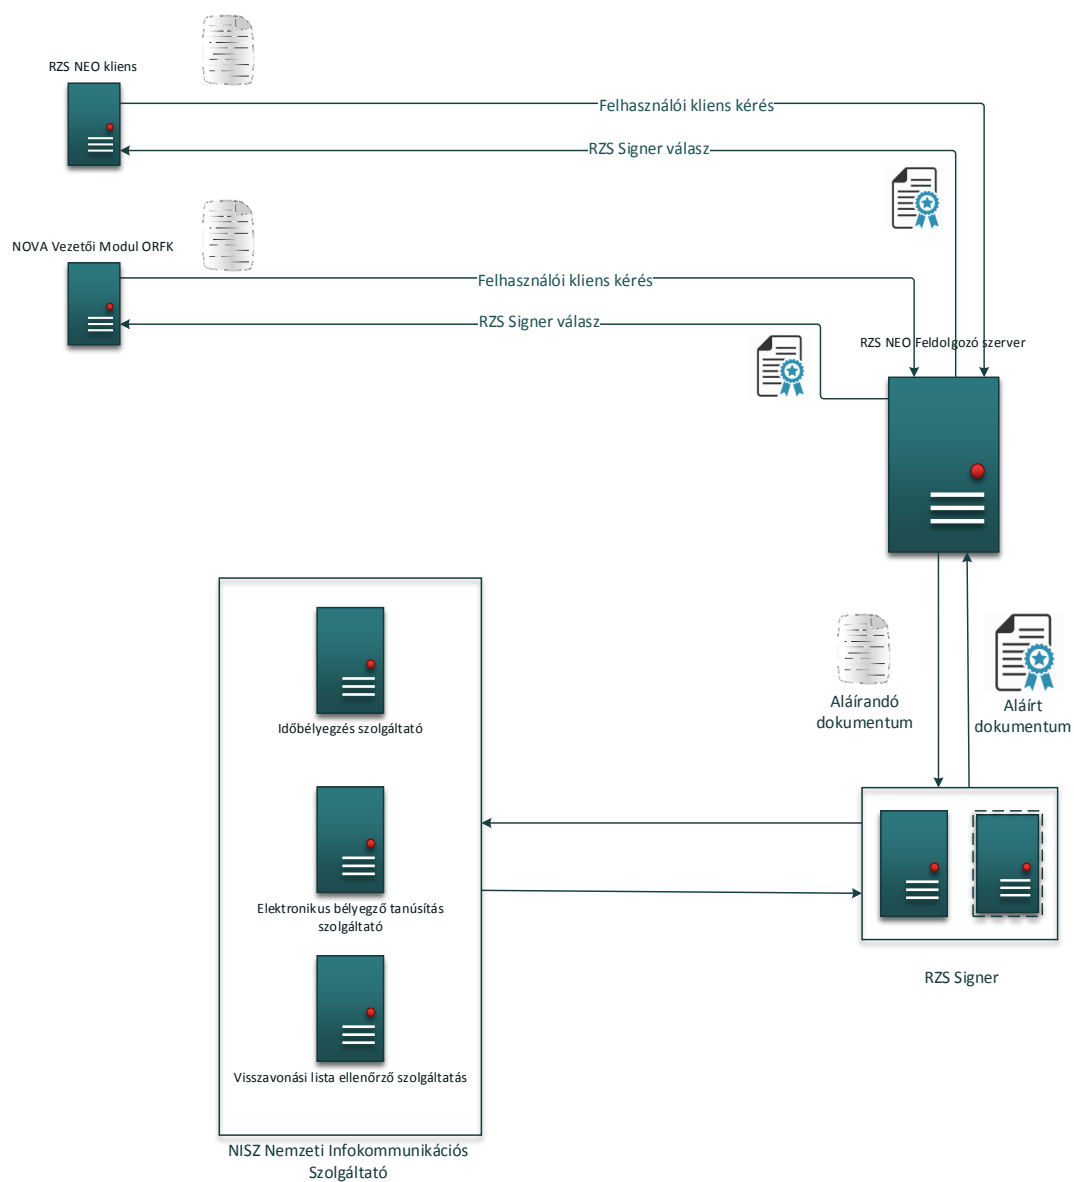 RZS NEO kliens
Felhasználói kliens kérés
RZS Signer válasz
NOVA Vezetői Modul ORFK
Felhasználói kliens kérés
RZS Signer válasz
RZS NEO Feldolgozó szerver
Aláírandó
dokumentum
Aláírt
dokumentum
Időbélyegzés szolgáltató
Elektronikus bélyegző tanúsítás
szolgáltató
RZS Signer
Visszavonási lista ellenőrző szolgáltatás
NISZ Nemzeti Infokommunikációs
Szolgáltató